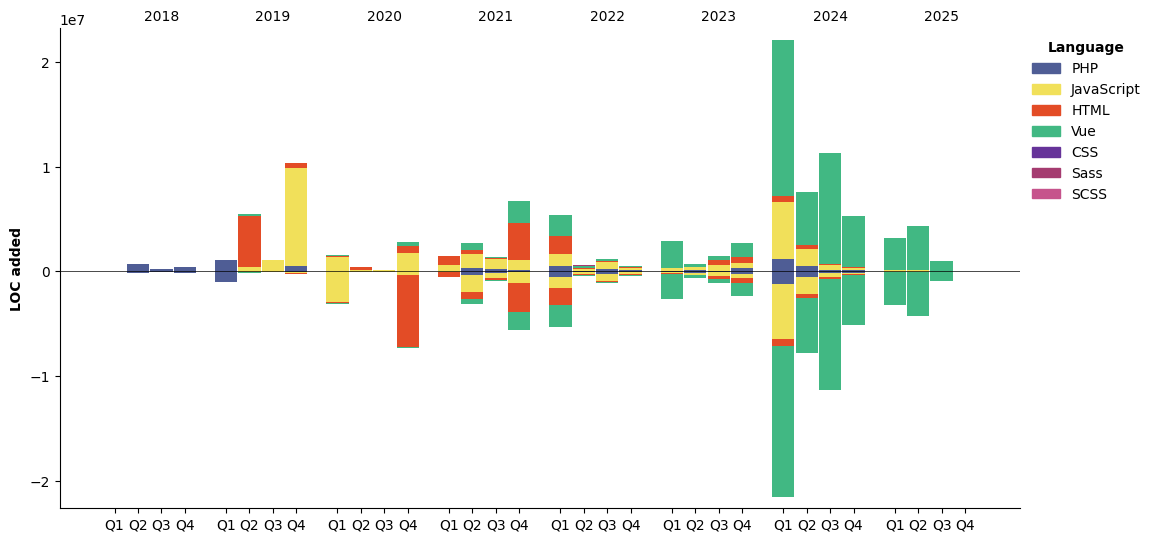 2018 2019 2020 2021 2022 2023 2024 2025
1e7
Language
PHP
JavaScript
HTML
Vue
CSS
Sass
SCSS
2
1
0
−1
−2
LOC added
Q1 Q2 Q3 Q4 Q1 Q2 Q3 Q4 Q1 Q2 Q3 Q4 Q1 Q2 Q3 Q4 Q1 Q2 Q3 Q4 Q1 Q2 Q3 Q4 Q1 Q2 Q3 Q4 Q1 Q2 Q3 Q4